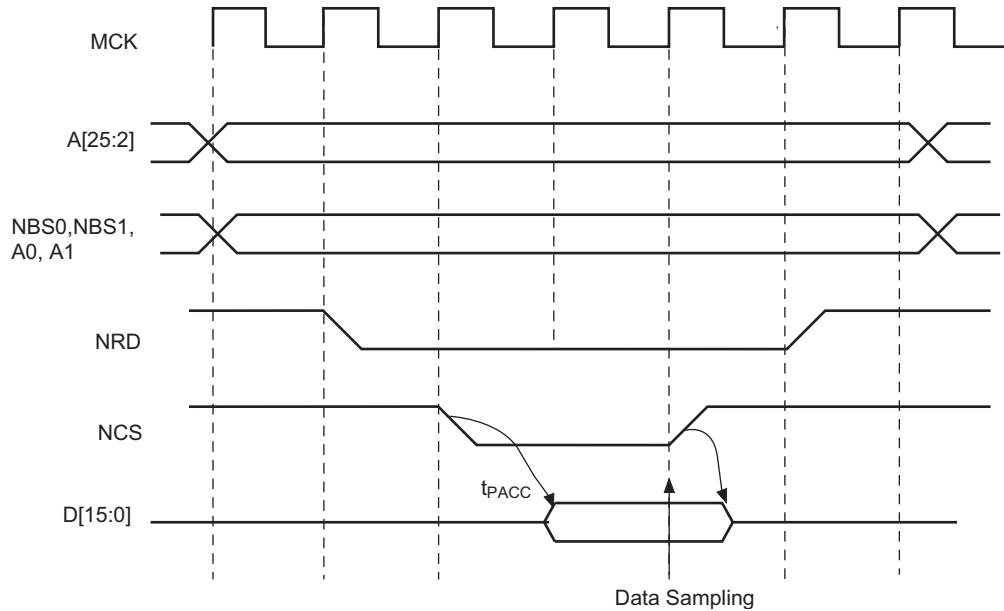 MCK
A[25:2]
NBS0,NBS1,
A0, A1
NRD
NCS
tPACC
D[15:0]
Data Sampling